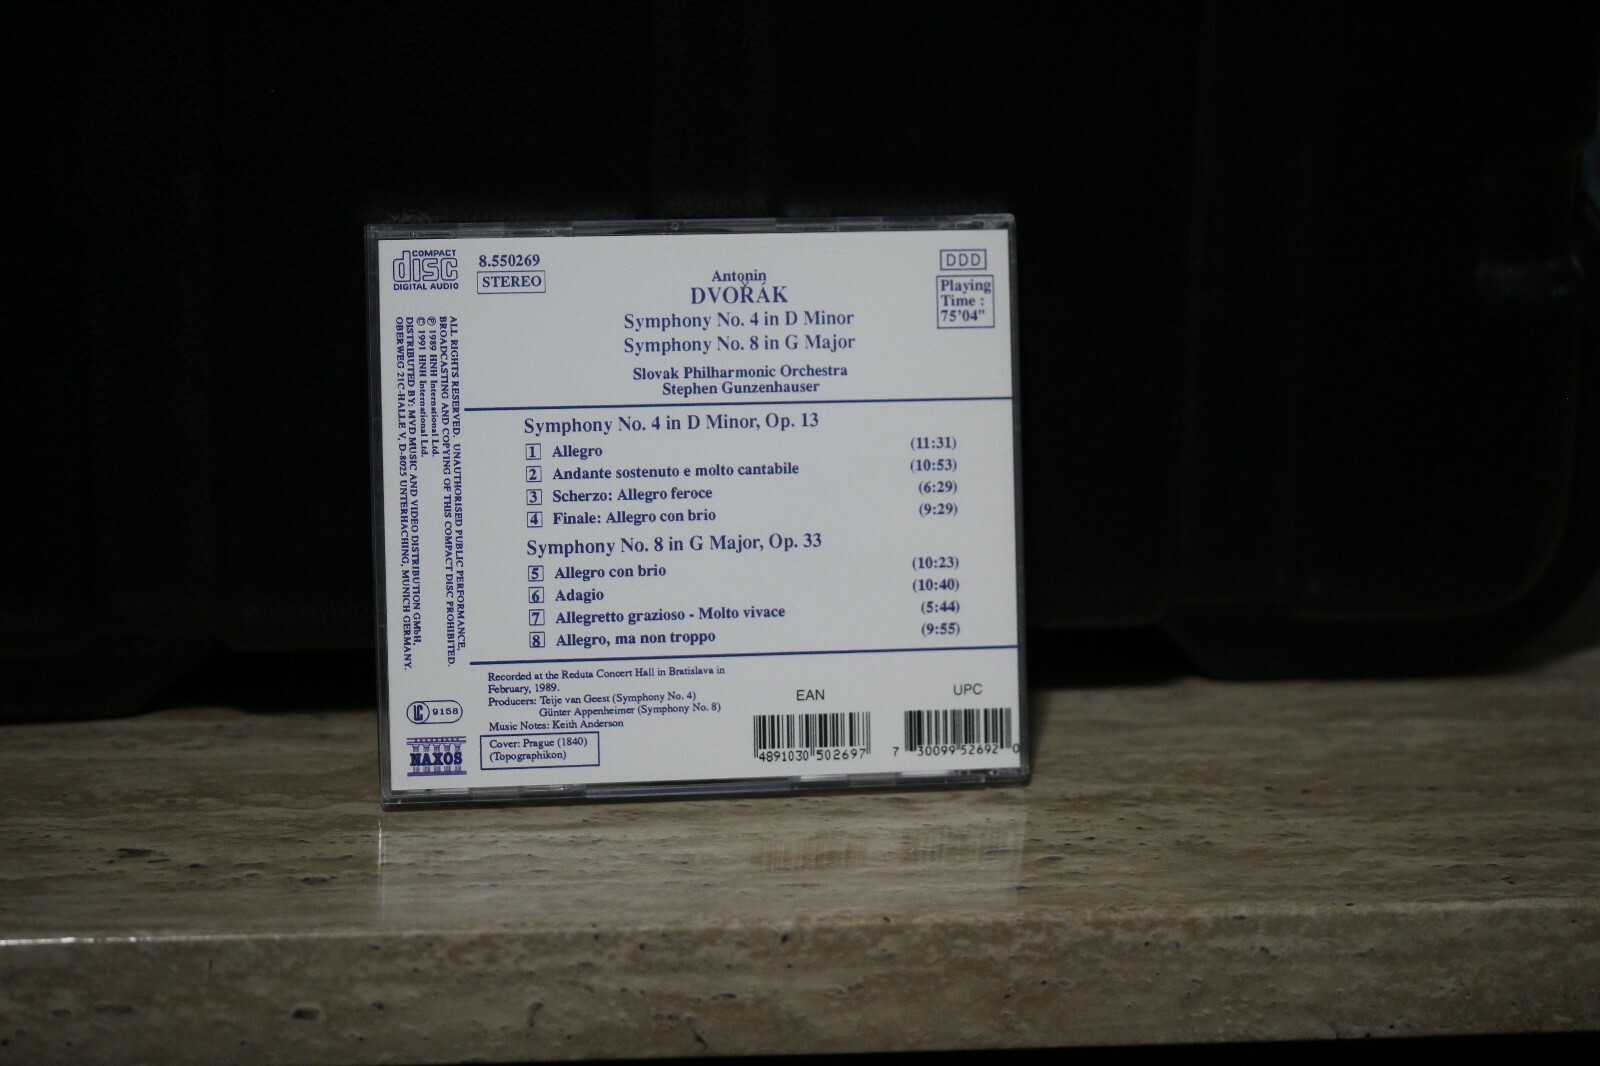 COMPACT
disc
DIGITAL AUDIO
8.550269
STEREO
DDD
Playing
Time :
75'04"
Antonin
DVOŘÁK
Symphony No. 4 in D Minor
Symphony No. 8 in G Major
Slovak Philharmonic Orchestra
Stephen Gunzenhauser
Symphony No. 4 in D Minor, Op. 13
1 Allegro (11:31)
2 Andante sostenuto e molto cantabile (10:53)
3 Scherzo: Allegro feroce (6:29)
4 Finale: Allegro con brio (9:29)
Symphony No. 8 in G Major, Op. 33
5 Allegro con brio (10:23)
6 Adagio (10:40)
7 Allegretto grazioso - Molto vivace (5:44)
8 Allegro, ma non troppo (9:55)
Recorded at the Reduta Concert Hall in Bratislava in
February, 1989.
Producers: Teije van Geest (Symphony No. 4)
Günter Appenheimer (Symphony No. 8)
Music Notes: Keith Anderson
Cover: Prague (1840)
(Topographikon)
EAN
4891030 502697
UPC
7 30099 52692 0
ALL RIGHTS RESERVED. UNAUTHORISED PUBLIC PERFORMANCE,
BROADCASTING AND COPYING OF THIS COMPACT DISC PROHIBITED.
℗ 1989 HNH International Ltd.
© 1991 HNH International Ltd.
DISTRIBUTED BY: MVD MUSIC AND VIDEO DISTRIBUTION GMbH,
OBERWEG 21C-HALLE V, D-8025 UNTERHACHING, MUNICH GERMANY.
LC 9158
NAXOS